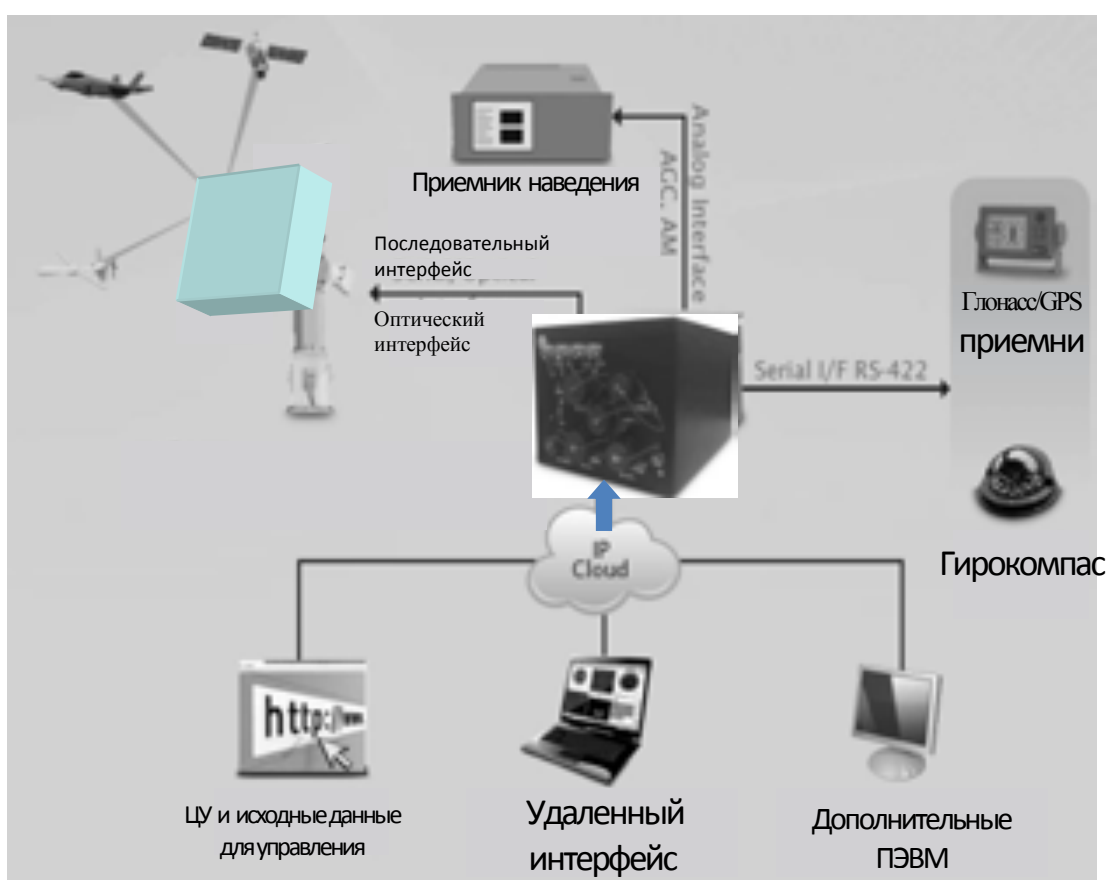 Приемник наведения
Analog Interface
AGC, AM
Последовательный
интерфейс
Оптический
интерфейс
Глонасс/GPS
приемни
Serial I/F RS-422
Гирокомпас
IP
Cloud
http://
ЦУ и исходные данные
для управления
Удаленный
интерфейс
Дополнительные
ПЭВМ